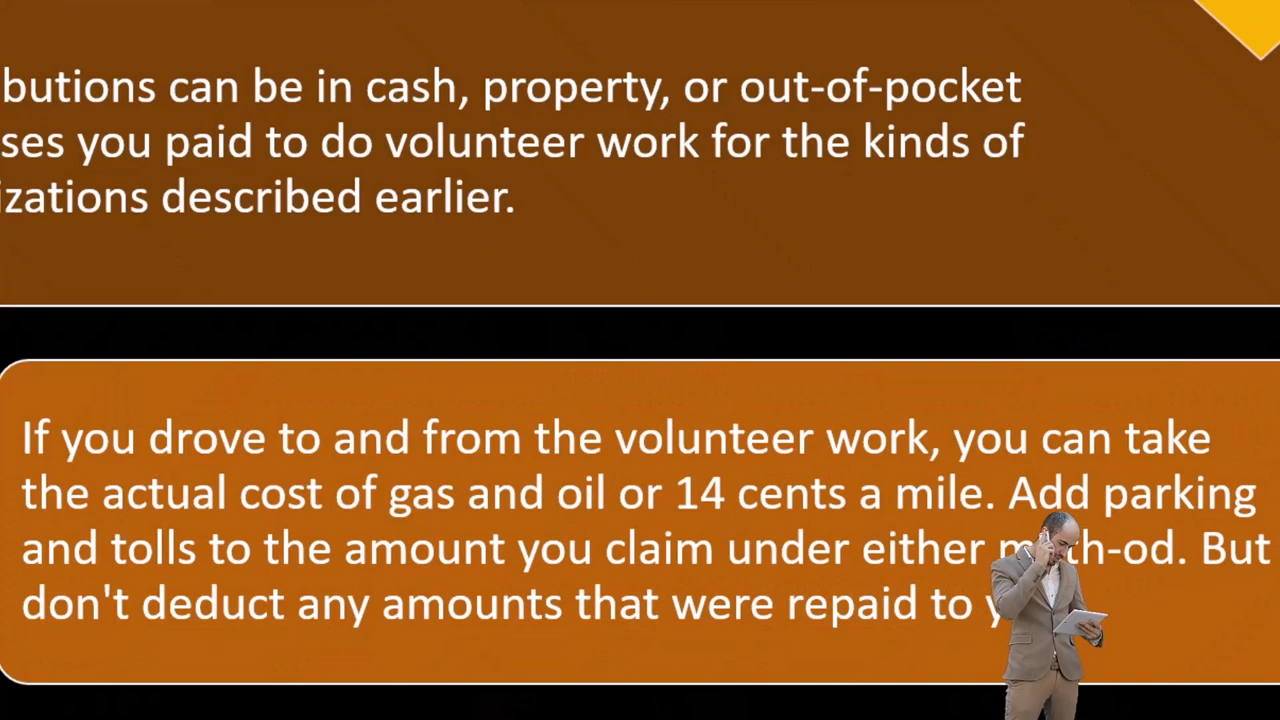 butions can be in cash, property, or out-of-pocket
ses you paid to do volunteer work for the kinds of
izations described earlier.
If you drove to and from the volunteer work, you can take
the actual cost of gas and oil or 14 cents a mile. Add parking
and tolls to the amount you claim under either th-od. But
don't deduct any amounts that were repaid to